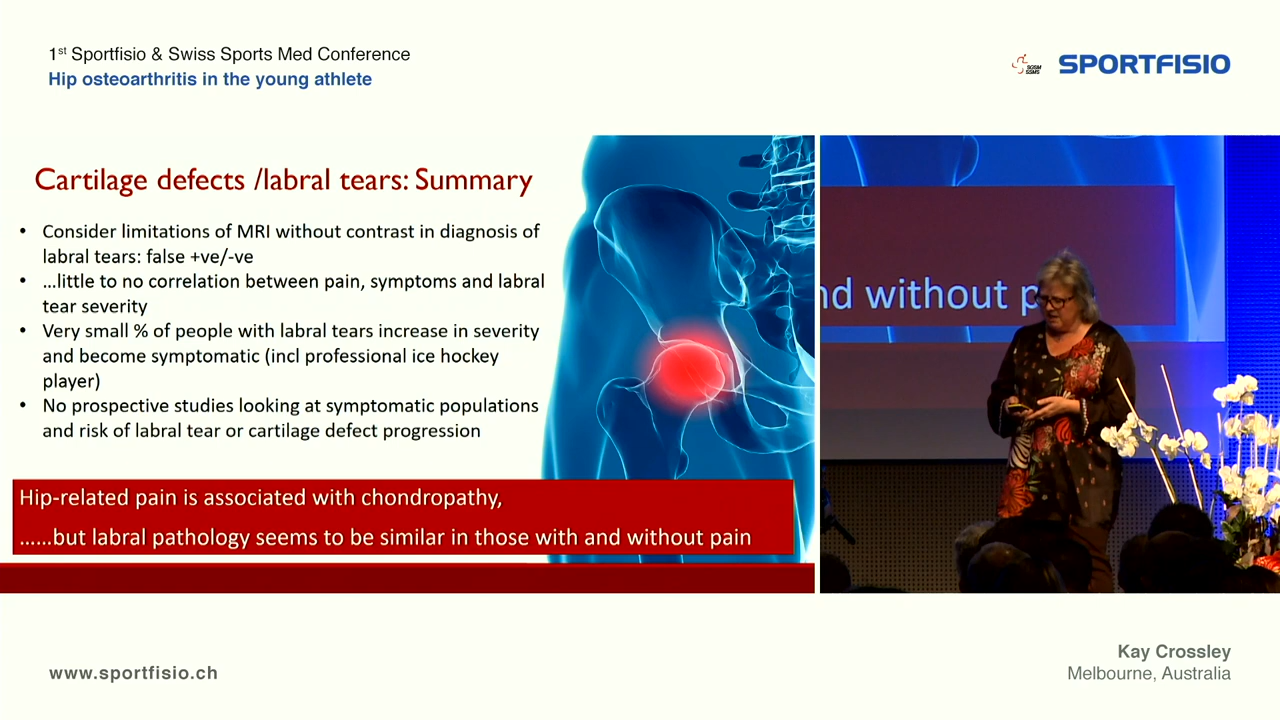 1st Sportfisio & Swiss Sports Med Conference
Hip osteoarthritis in the young athlete
SGSM
SSMS
SPORTFISIO
Cartilage defects /labral tears: Summary
• Consider limitations of MRI without contrast in diagnosis of
labral tears: false +ve/-ve
• ...little to no correlation between pain, symptoms and labral
tear severity
• Very small % of people with labral tears increase in severity
and become symptomatic (incl professional ice hockey
player)
• No prospective studies looking at symptomatic populations
and risk of labral tear or cartilage defect progression
Hip-related pain is associated with chondropathy,
......but labral pathology seems to be similar in those with and without pain
nd without p
www.sportfisio.ch
Kay Crossley
Melbourne, Australia